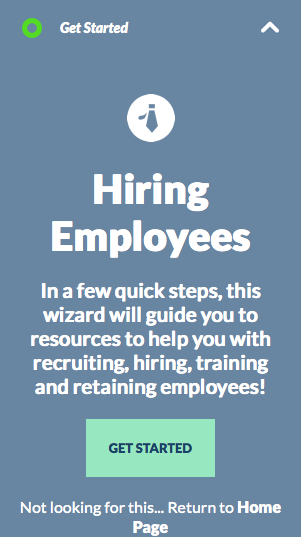 Get Started
Hiring
Employees
In a few quick steps, this
wizard will guide you to
resources to help you with
recruiting, hiring, training
and retaining employees!
GET STARTED
Not looking for this... Return to Home
Page